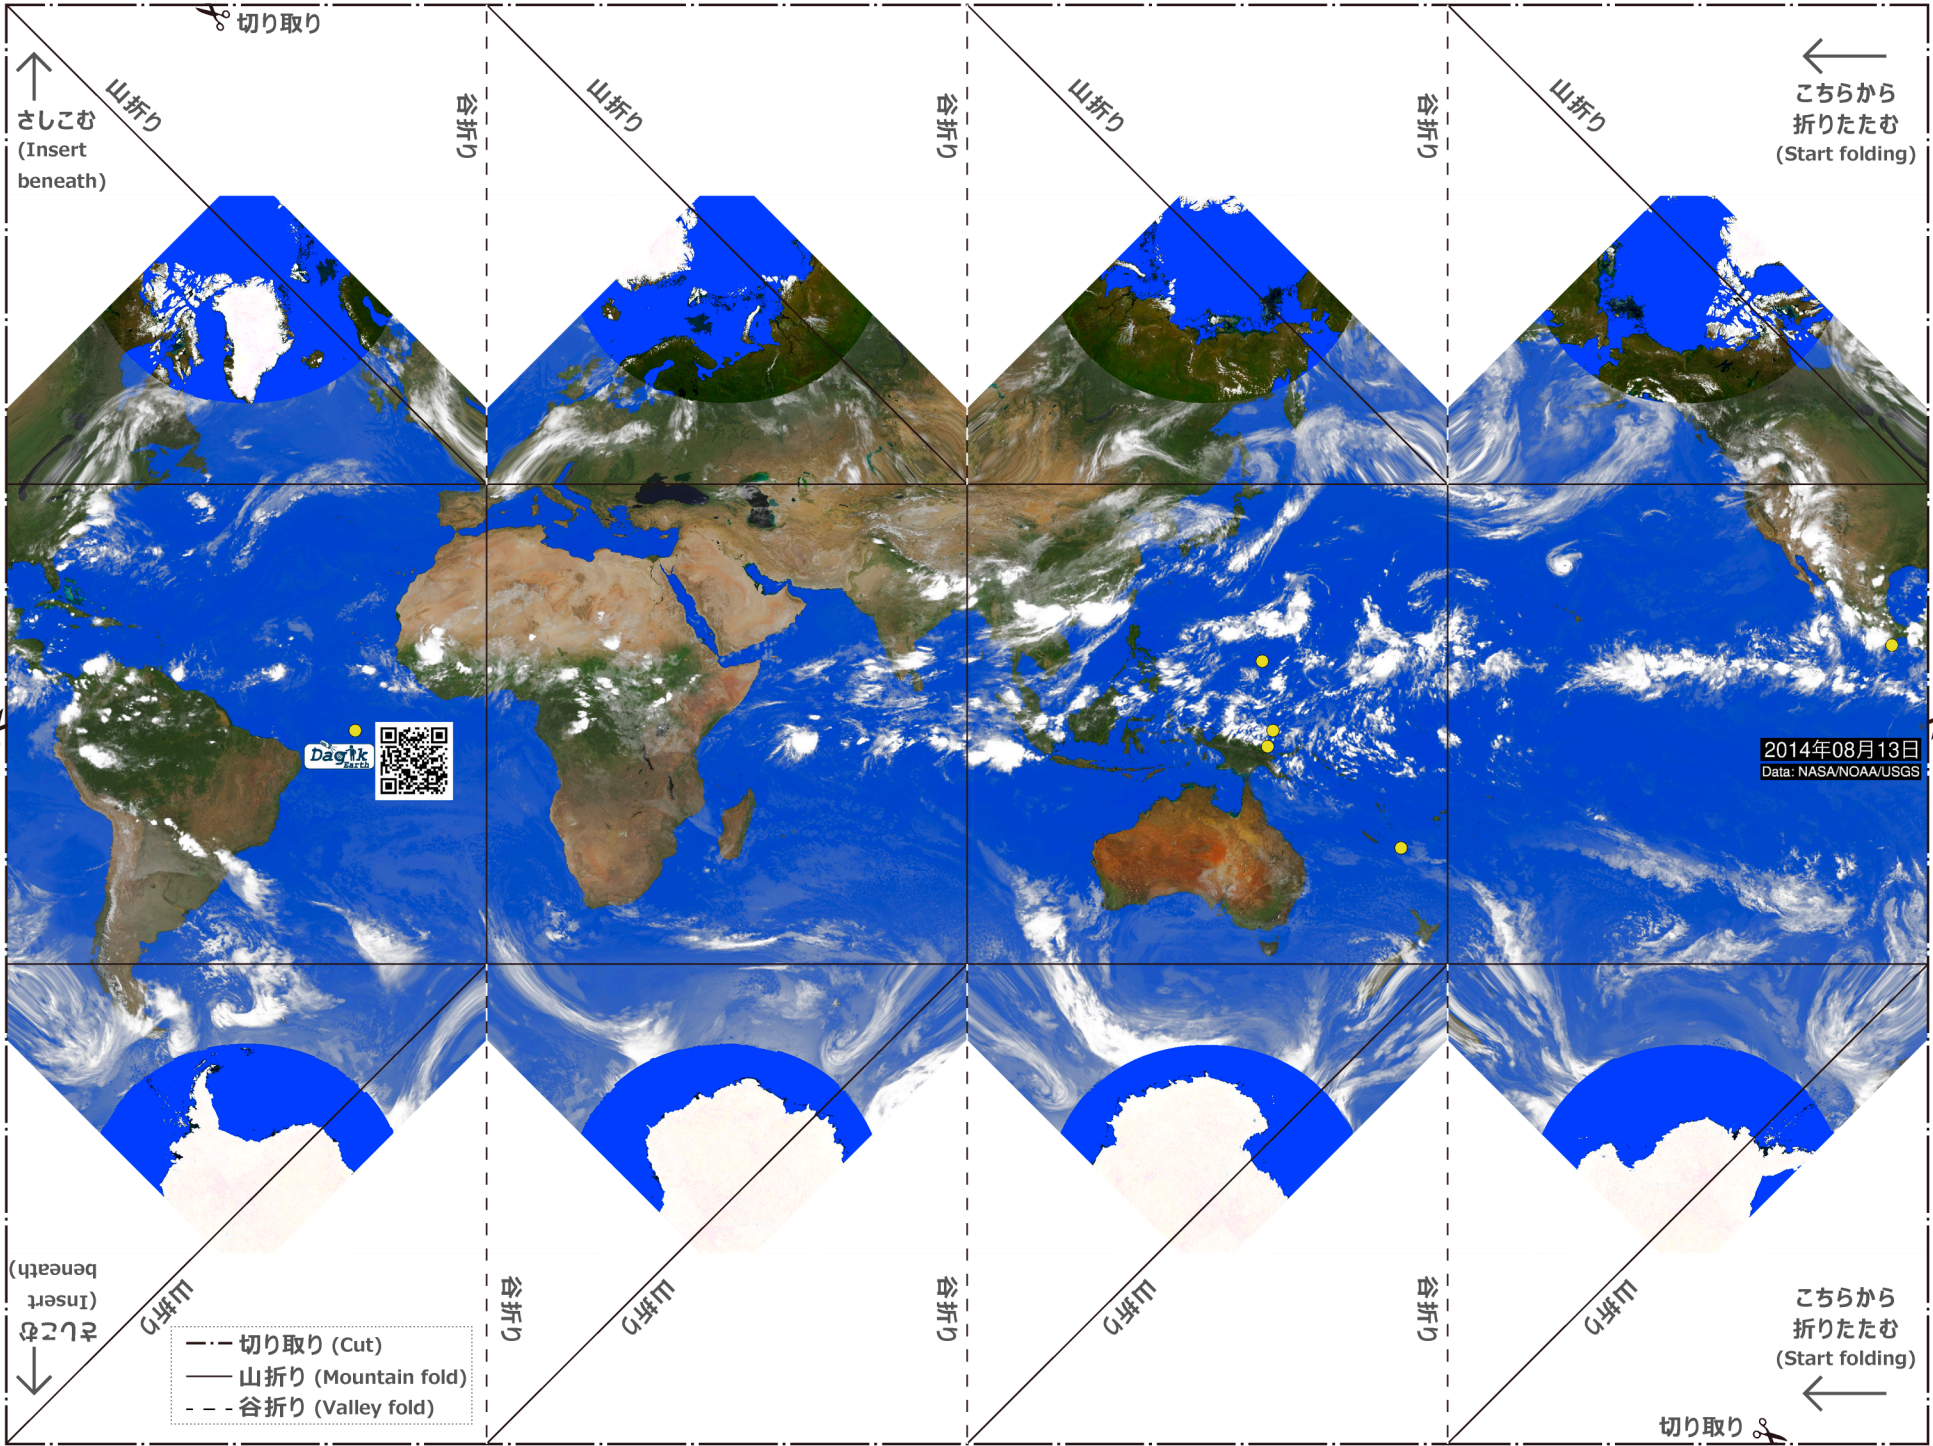 切り取り
山折り
谷折り
山折り
谷折り
山折り
谷折り
山折り
こちらから
折りたたむ
(Start folding)
さしこむ
(Insert
beneath)
Dagik
Earth
2014年08月13日
Data: NASA/NOAA/USGS
さしこむ
(Insert
beneath)
山折り
谷折り
山折り
谷折り
山折り
谷折り
山折り
こちらから
折りたたむ
(Start folding)
切り取り (Cut)
山折り (Mountain fold)
谷折り (Valley fold)
切り取り